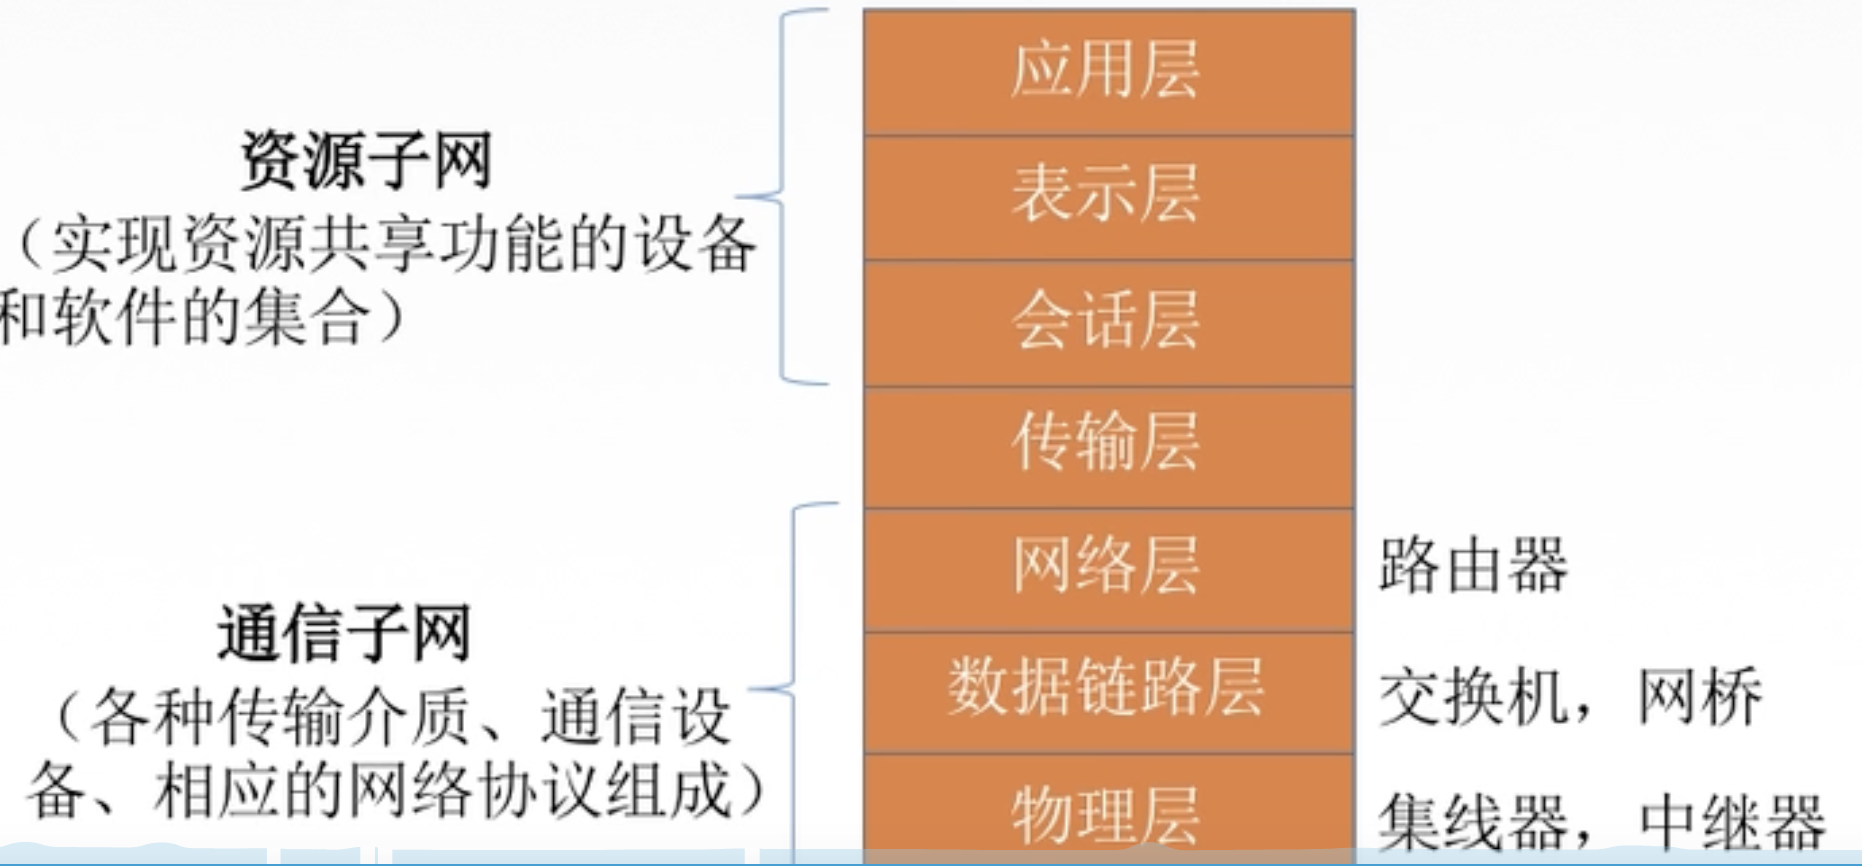 应用层
表示层
会话层
传输层
网络层
数据链路层
物理层
资源子网
（实现资源共享功能的设备
和软件的集合）
通信子网
（各种传输介质、通信设
备、相应的网络协议组成）
路由器
交换机，网桥
集线器，中继器